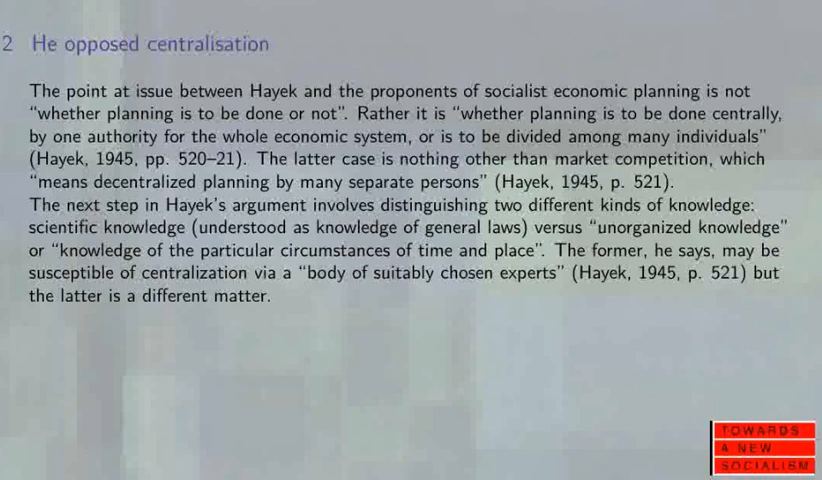 2 He opposed centralisation
The point at issue between Hayek and the proponents of socialist economic planning is not
“whether planning is to be done or not”. Rather it is “whether planning is to be done centrally,
by one authority for the whole economic system, or is to be divided among many individuals”
(Hayek, 1945, pp. 520–21). The latter case is nothing other than market competition, which
“means decentralized planning by many separate persons” (Hayek, 1945, p. 521).
The next step in Hayek’s argument involves distinguishing two different kinds of knowledge:
scientific knowledge (understood as knowledge of general laws) versus “unorganized knowledge”
or “knowledge of the particular circumstances of time and place”. The former, he says, may be
susceptible of centralization via a “body of suitably chosen experts” (Hayek, 1945, p. 521) but
the latter is a different matter.
TOWARDS
A NEW
SOCIALISM